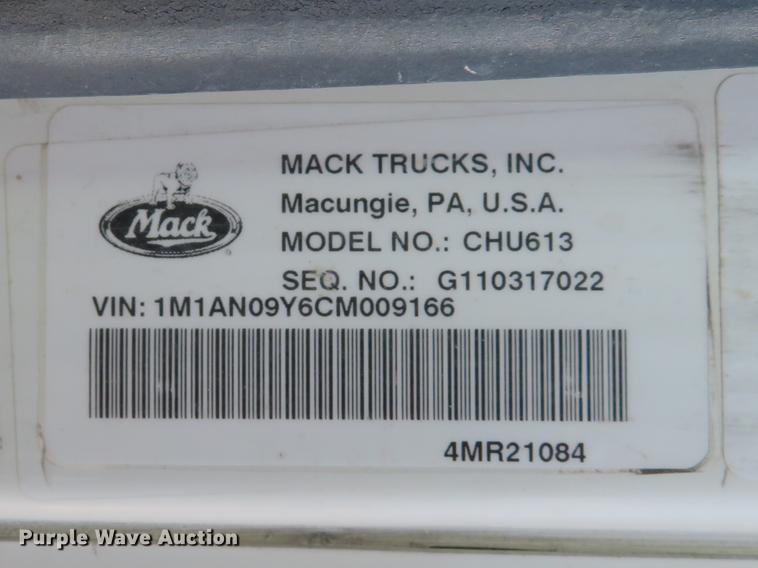 MACK TRUCKS, INC.
Mack
Macungie, PA, U.S.A.
MODEL NO.: CHU613
SEQ. NO.: G110317022
VIN: 1M1AN09Y6CM009166
4MR21084
Purple Wave Auction